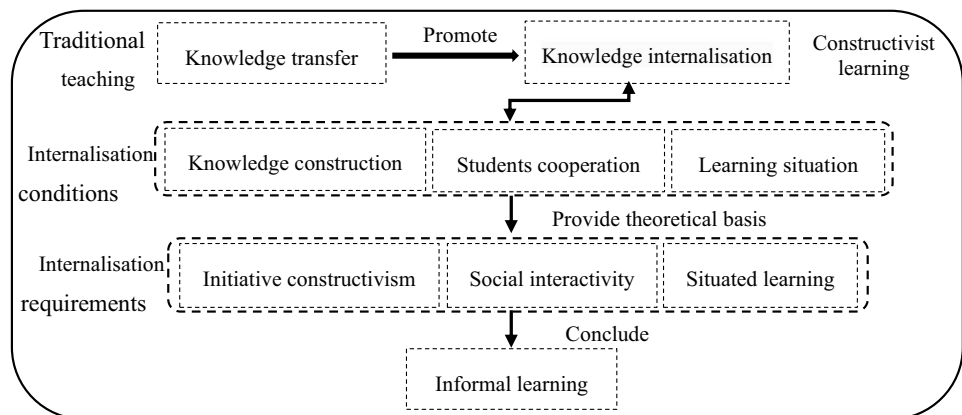 Traditional
teaching
Knowledge transfer
Promote
Knowledge internalisation
Constructivist
learning
Internalisation
conditions
Knowledge construction
Students cooperation
Learning situation
Provide theoretical basis
Internalisation
requirements
Initiative constructivism
Social interactivity
Situated learning
Conclude
Informal learning